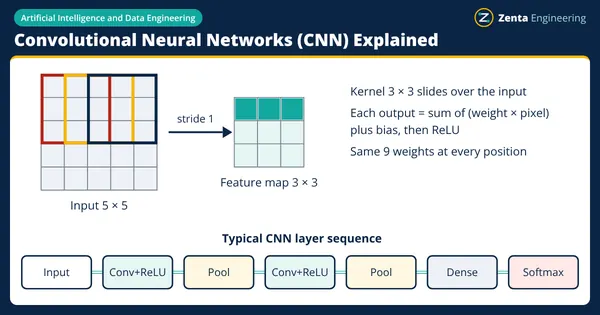 Artificial Intelligence and Data Engineering
Zenta Engineering
Convolutional Neural Networks (CNN) Explained
stride 1
Input 5 × 5
Feature map 3 × 3
Kernel 3 × 3 slides over the input
Each output = sum of (weight × pixel)
plus bias, then ReLU
Same 9 weights at every position
Typical CNN layer sequence
Input
Conv+ReLU
Pool
Conv+ReLU
Pool
Dense
Softmax